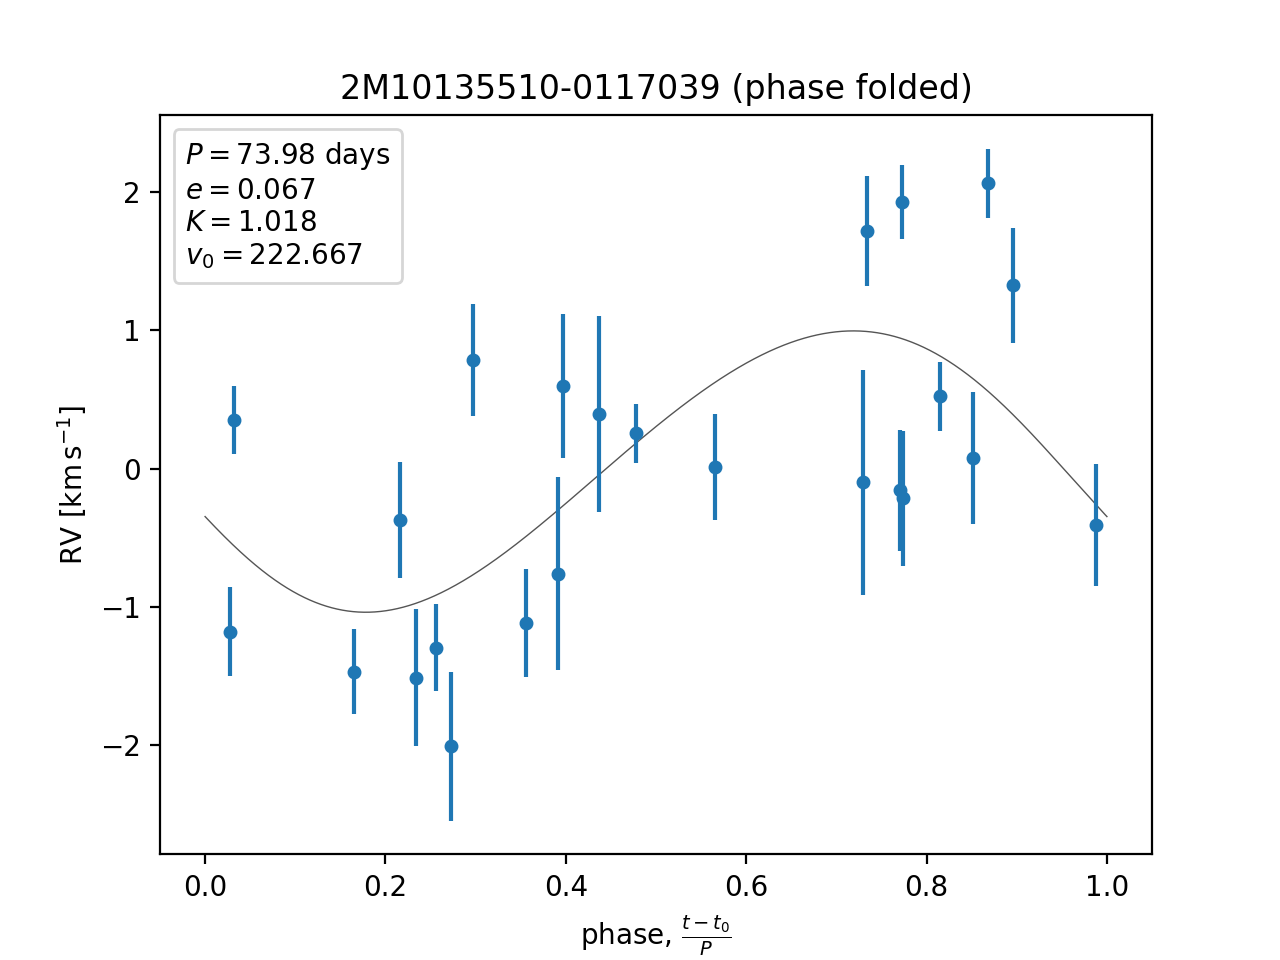 2M10135510-0117039 (phase folded)
P = 73.98 days
e = 0.067
K = 1.018
v₀ = 222.667
2
1
0
−1
−2
RV [km s⁻¹]
0.0 0.2 0.4 0.6 0.8 1.0
phase, (t − t₀)/P